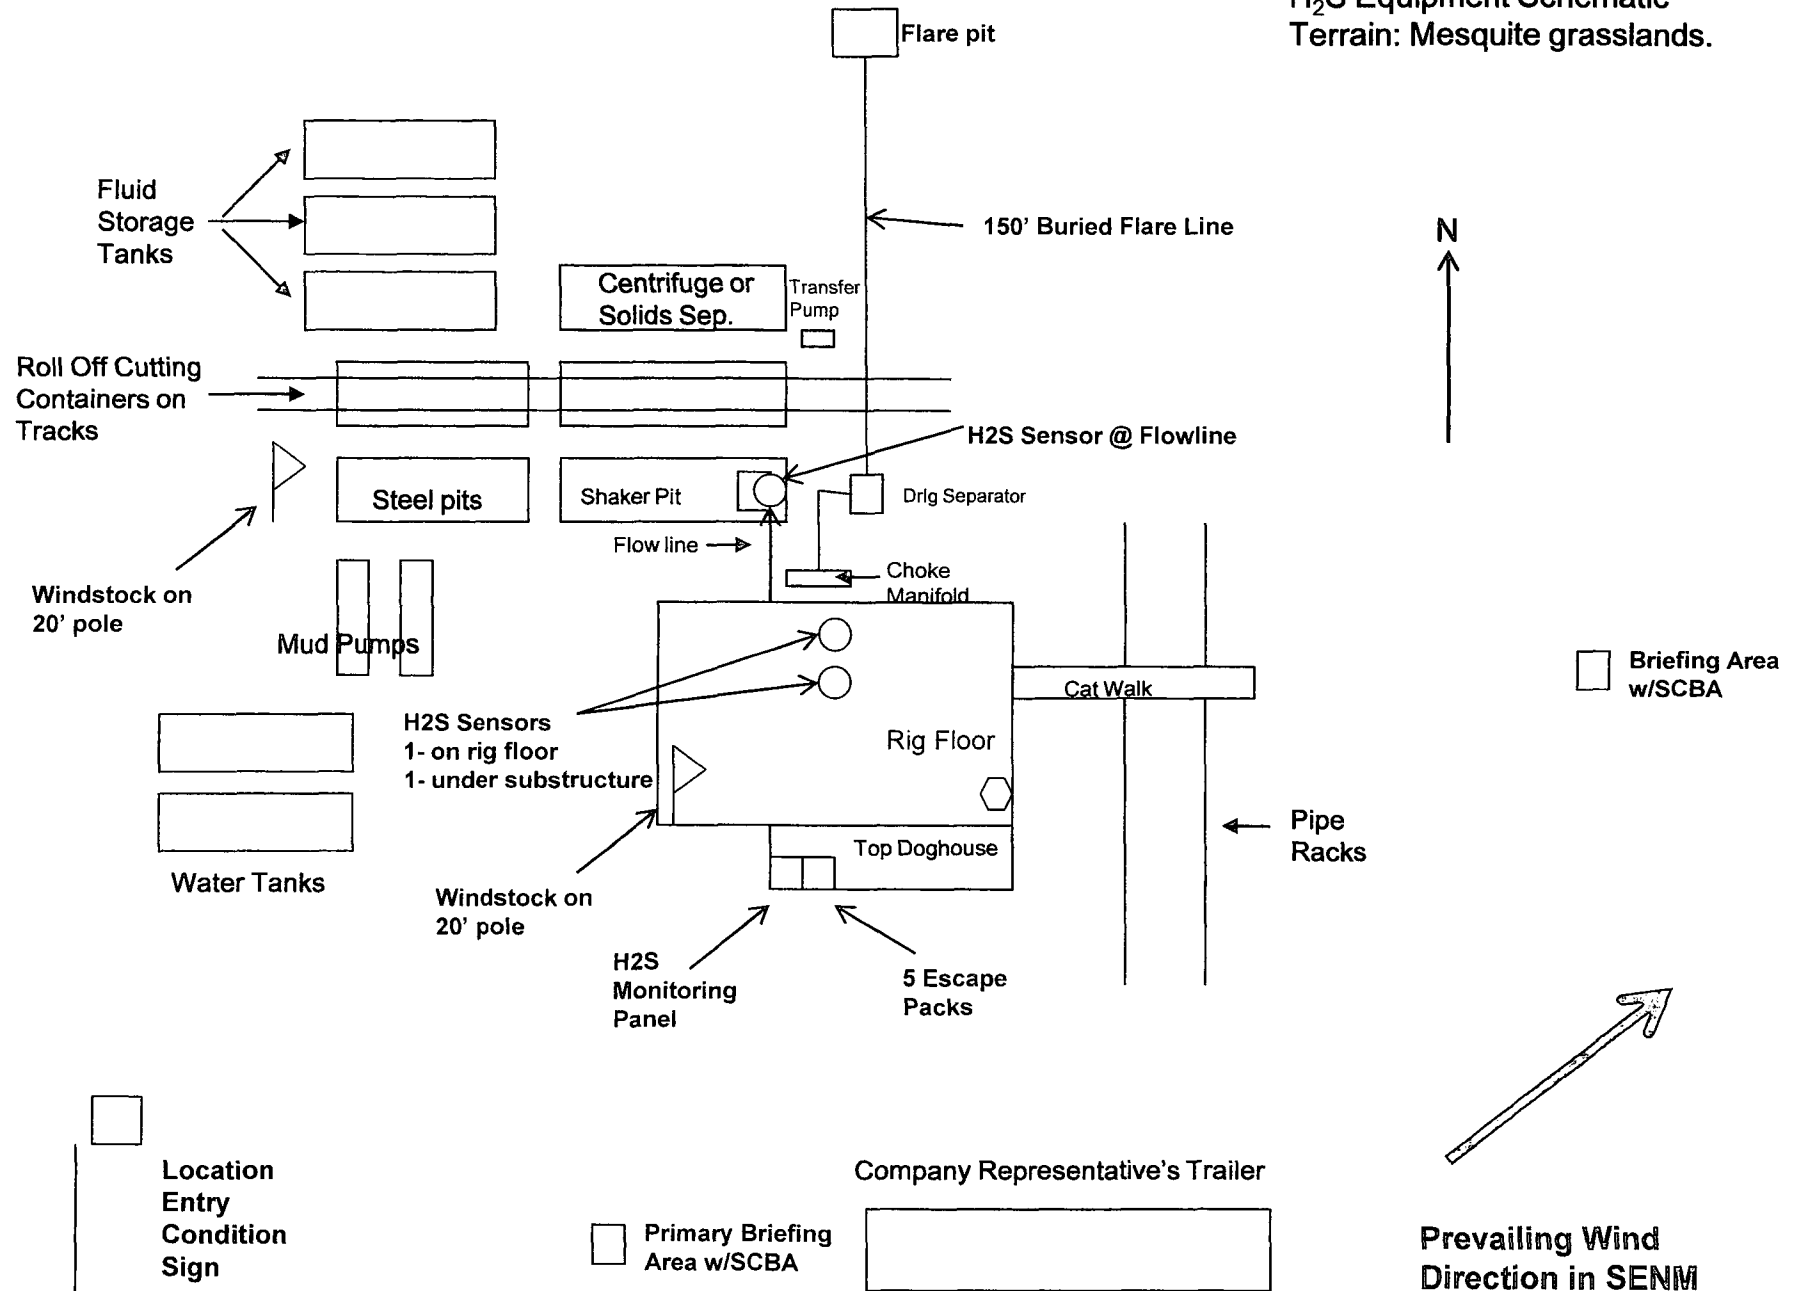 H₂S Equipment Schematic
Terrain: Mesquite grasslands.
Flare pit
Fluid
Storage
Tanks
150' Buried Flare Line
N
Centrifuge or
Solids Sep.
Transfer
Pump
Roll Off Cutting
Containers on
Tracks
H2S Sensor @ Flowline
Steel pits
Shaker Pit
Drlg Separator
Flow line
Choke
Manifold
Windstock on
20' pole
Mud Pumps
Briefing Area
w/SCBA
Cat Walk
H2S Sensors
1- on rig floor
1- under substructure
Rig Floor
Pipe
Racks
Top Doghouse
Water Tanks
Windstock on
20' pole
H2S
Monitoring
Panel
5 Escape
Packs
Location
Entry
Condition
Sign
Company Representative's Trailer
Primary Briefing
Area w/SCBA
Prevailing Wind
Direction in SENM